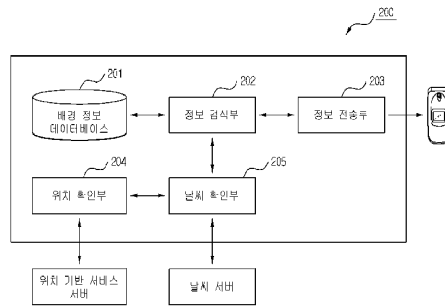 200
201
202
203
배경 정보
데이터베이스
정보 검색부
정보 전송부
204
205
위치 확인부
날씨 확인부
위치 기반 서비스
서버
날씨 서버